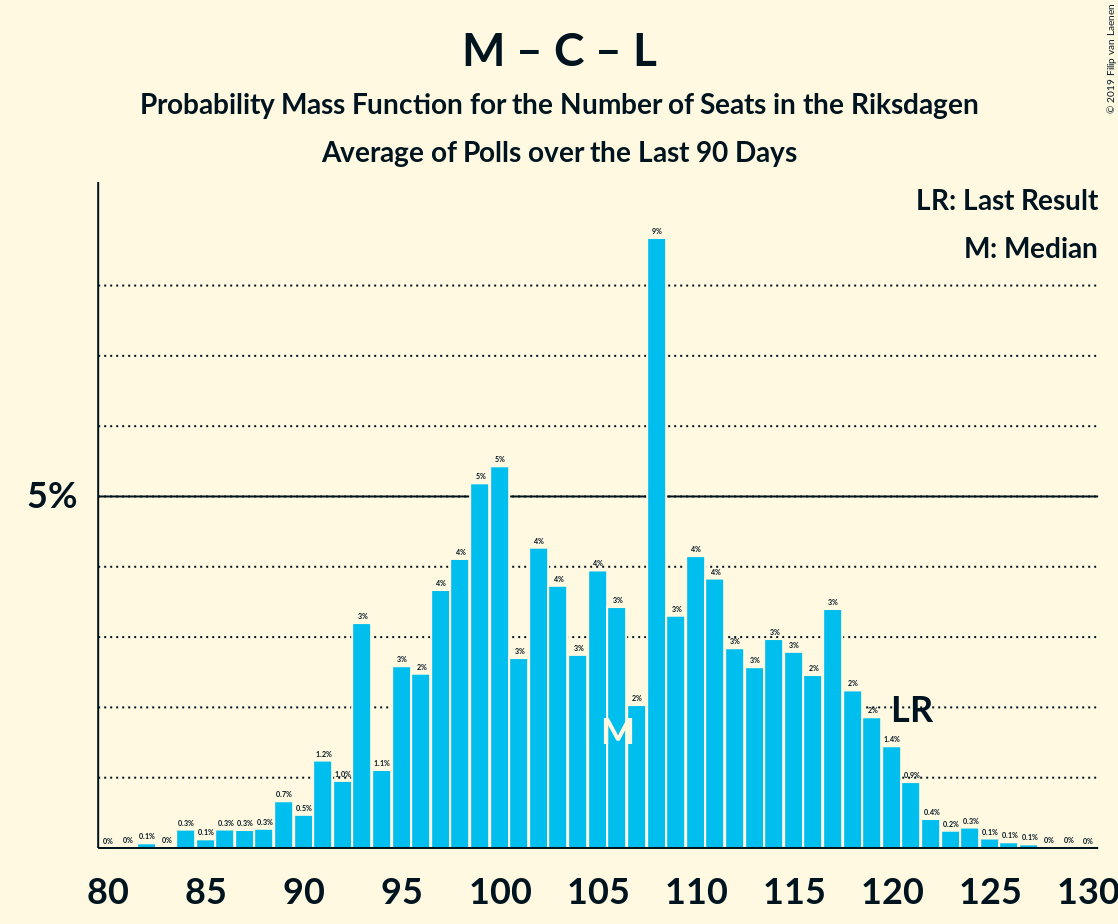 M – C – L
Probability Mass Function for the Number of Seats in the Riksdagen
Average of Polls over the Last 90 Days
© 2019 Filip van Laenen
LR: Last Result
M: Median
5%
0% 0% 0.1% 0% 0.3% 0.1% 0.3% 0.3% 0.3% 0.7% 0.5% 1.2% 1.0% 3% 1.1% 3% 2% 4% 4% 5% 5% 3% 4% 4% 3% 4% 3% 2% 9% 3% 4% 4% 3% 3% 3% 3% 2% 3% 2% 2% 1.4% 0.9% 0.4% 0.2% 0.3% 0.1% 0.1% 0.1% 0% 0% 0%
M
LR
80 85 90 95 100 105 110 115 120 125 130